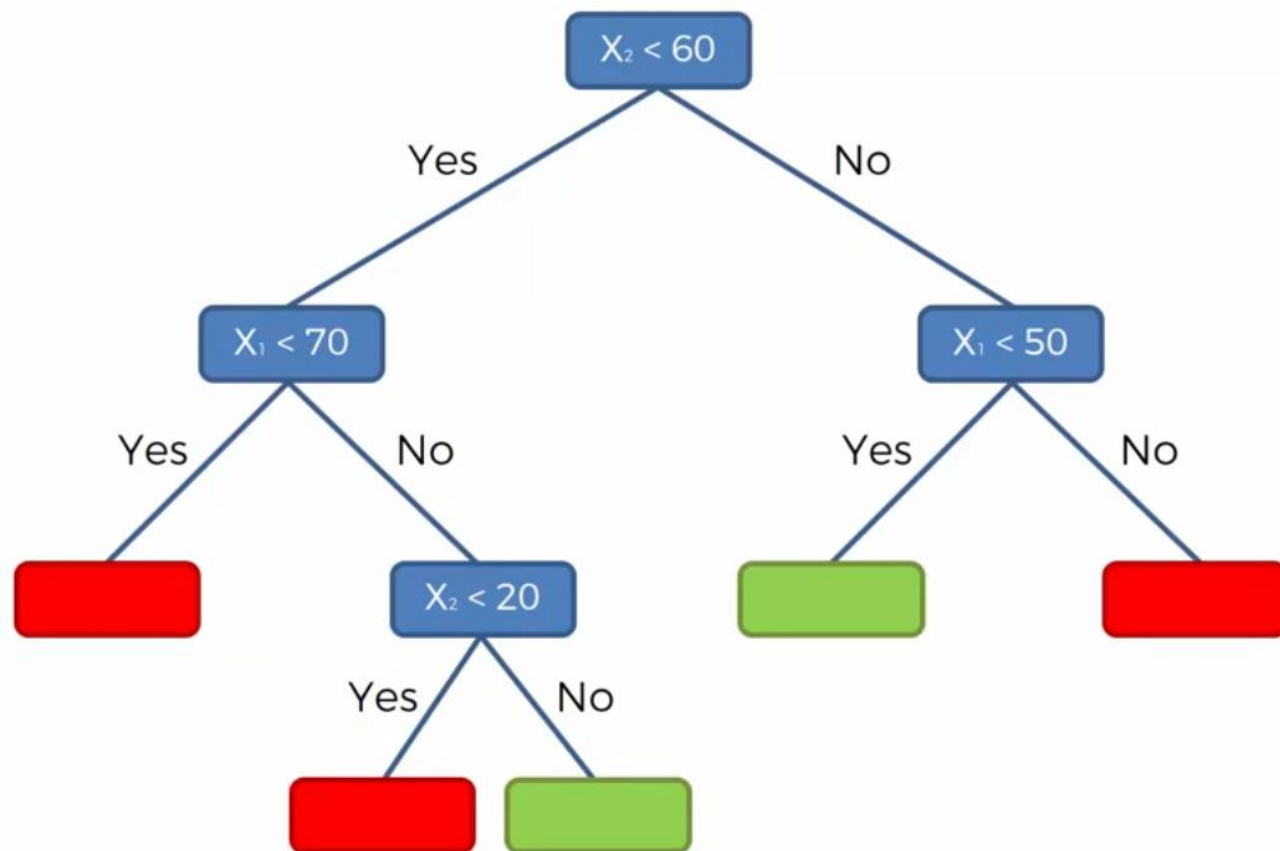 X₂ < 60
Yes
No
X₁ < 70
X₁ < 50
Yes
No
Yes
No
X₂ < 20
Yes
No